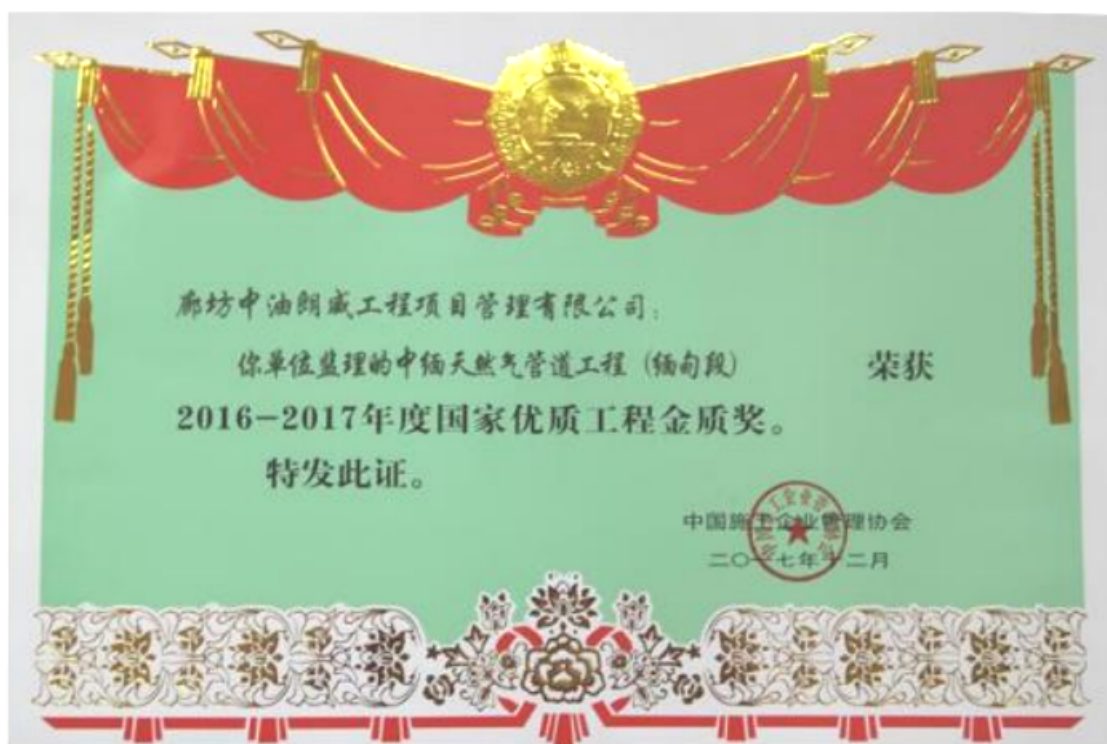 廊坊中油朗威工程项目管理有限公司：
你单位监理的中缅天然气管道工程（缅甸段） 荣获
2016-2017年度国家优质工程金质奖。
特发此证。
中国施工企业管理协会
二〇一七年十二月